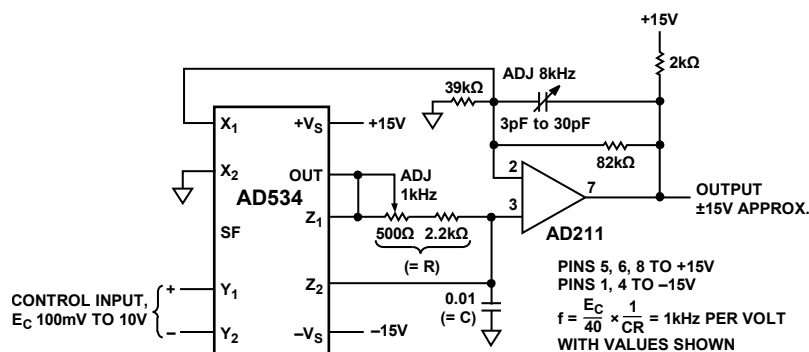 +15V
2kΩ
39kΩ
ADJ 8kHz
3pF to 30pF
82kΩ
X1
+VS
+15V
X2
OUT
ADJ
1kHz
AD534
Z1
500Ω
2.2kΩ
(= R)
SF
2
3
7
AD211
OUTPUT
±15V APPROX.
CONTROL INPUT,
EC 100mV TO 10V
+
Y1
–
Y2
Z2
0.01
(= C)
–VS
–15V
PINS 5, 6, 8 TO +15V
PINS 1, 4 TO –15V
f = EC/40 × 1/CR = 1kHz PER VOLT
WITH VALUES SHOWN